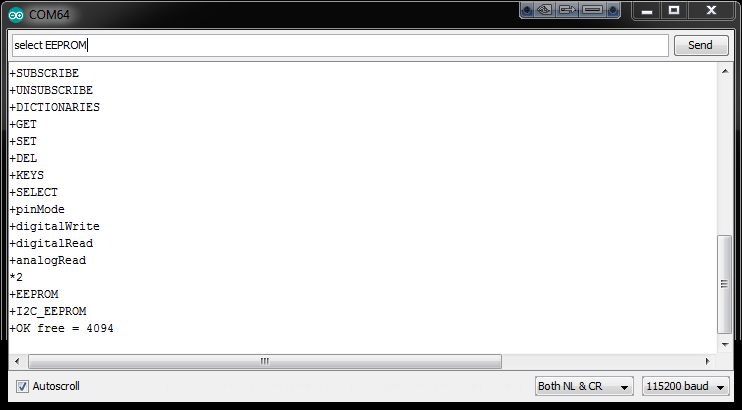 COM64
select EEPROM
Send
+SUBSCRIBE
+UNSUBSCRIBE
+DICTIONARIES
+GET
+SET
+DEL
+KEYS
+SELECT
+pinMode
+digitalWrite
+digitalRead
+analogRead
*2
+EEPROM
+I2C_EEPROM
+OK free = 4094
Autoscroll
Both NL & CR
115200 baud